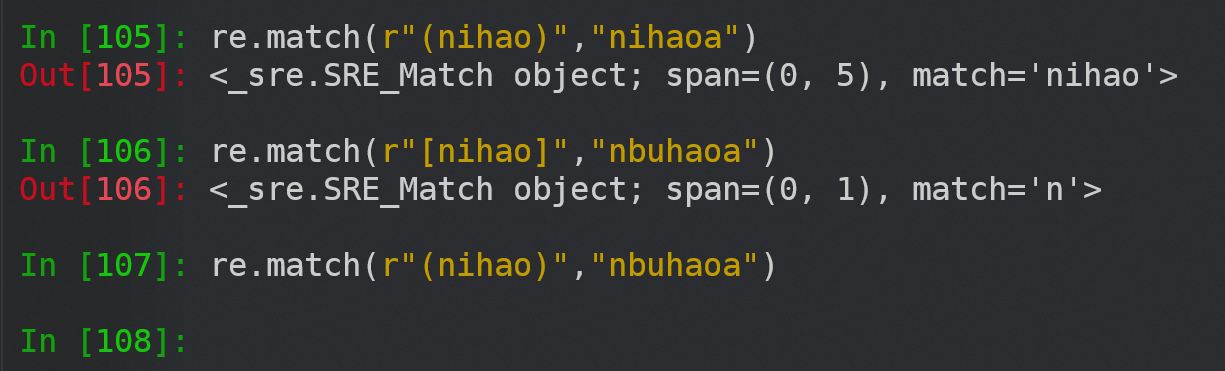 In [105]: re.match(r"(nihao)","nihaoa")
Out[105]: <_sre.SRE_Match object; span=(0, 5), match='nihao'>
In [106]: re.match(r"[nihao]","nbuhaoa")
Out[106]: <_sre.SRE_Match object; span=(0, 1), match='n'>
In [107]: re.match(r"(nihao)","nbuhaoa")
In [108]: